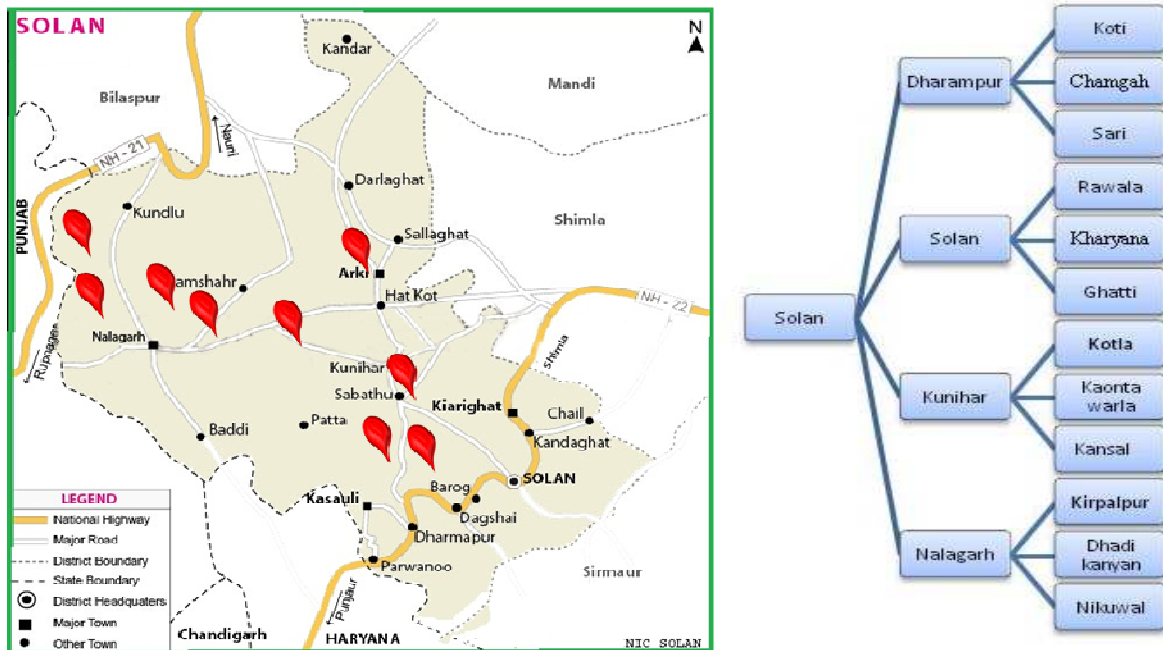 SOLAN
N
Kandar
Mandi
Bilaspur
Nauni
NH - 21
Darlaghat
PUNJAB
Kundlu
Shimla
Sallaghat
Arki
amshahr
Hat Kot
NH - 22
Nalagarh
Rupnagar
Shimla
Kunihar
Sabathu
Kiarighat
Chail
Patta
Baddi
Kandaghat
SOLAN
Barog
Kasauli
Dagshai
Dharmapur
Parwanoo
Sirmaur
Punjaur
Chandigarh
HARYANA
NIC SOLAN
LEGEND
National Highway
Major Road
District Boundary
State Boundary
District Headquaters
Major Town
Other Town
Solan
Dharampur
Koti
Chamgah
Sari
Solan
Rawala
Kharyana
Ghatti
Kunihar
Kotla
Kaonta
warla
Kansal
Nalagarh
Kirpalpur
Dhadi
kanyan
Nikuwal